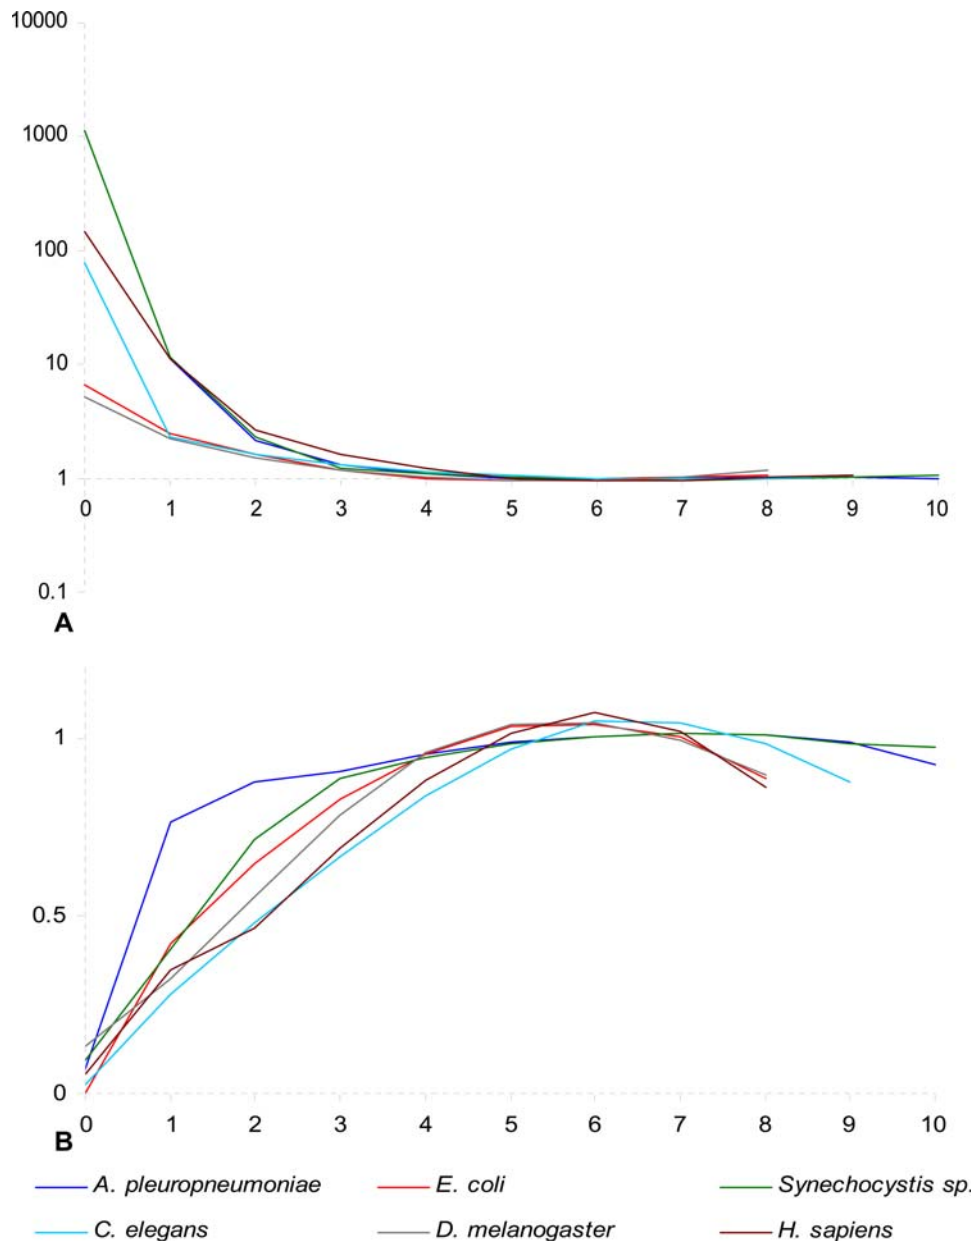 10000
1000
100
10
1
0 1 2 3 4 5 6 7 8 9 10
0.1
A
1
0.5
0
0 1 2 3 4 5 6 7 8 9 10
B
A. pleuropneumoniae E. coli Synechocystis sp.
C. elegans D. melanogaster H. sapiens